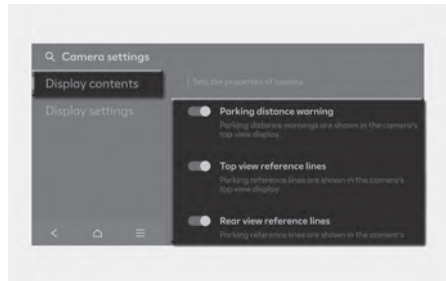 Camera settings
Display contents
Sets the properties of camera.
Display settings
Parking distance warning
Parking distance warnings are shown in the camera's
top view display.
Top view reference lines
Parking reference lines are shown in the camera's
top view display.
Rear view reference lines
Parking reference lines are shown in the camera's